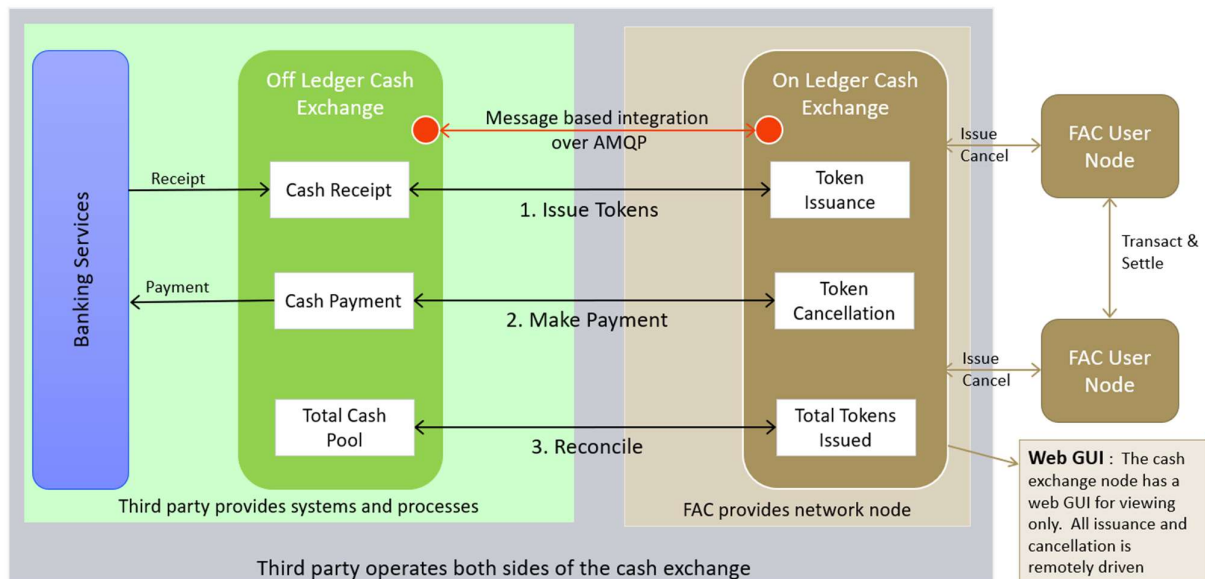 Banking Services
Off Ledger Cash
Exchange
On Ledger Cash
Exchange
Message based integration
over AMQP
Receipt
Cash Receipt
1. Issue Tokens
Token
Issuance
Payment
Cash Payment
2. Make Payment
Token
Cancellation
Total Cash
Pool
3. Reconcile
Total Tokens
Issued
Third party provides systems and processes
FAC provides network node
Third party operates both sides of the cash exchange
Issue
Cancel
FAC User
Node
Transact &
Settle
Issue
Cancel
FAC User
Node
Web GUI : The cash
exchange node has a
web GUI for viewing
only. All issuance and
cancellation is
remotely driven